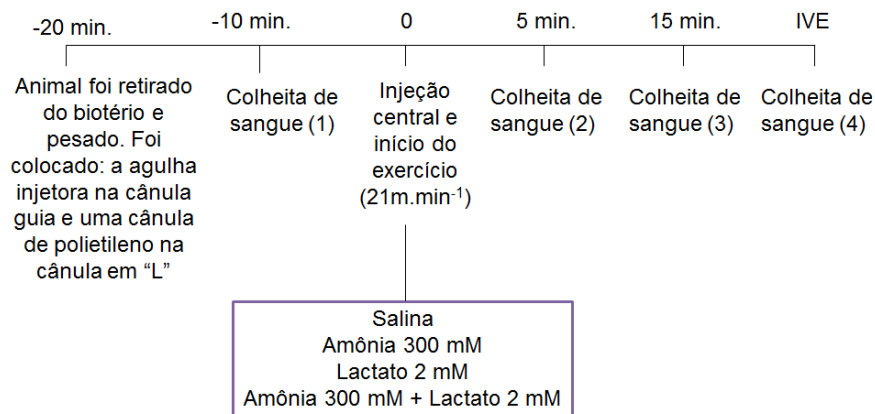 -20 min.
-10 min.
0
5 min.
15 min.
IVE
Animal foi retirado
do biotério e
pesado. Foi
colocado: a agulha
injetora na cânula
guia e uma cânula
de polietileno na
cânula em “L”
Colheita de
sangue (1)
Injeção
central e
início do
exercício
(21m.min⁻¹)
Colheita de
sangue (2)
Colheita de
sangue (3)
Colheita de
sangue (4)
Salina
Amônia 300 mM
Lactato 2 mM
Amônia 300 mM + Lactato 2 mM